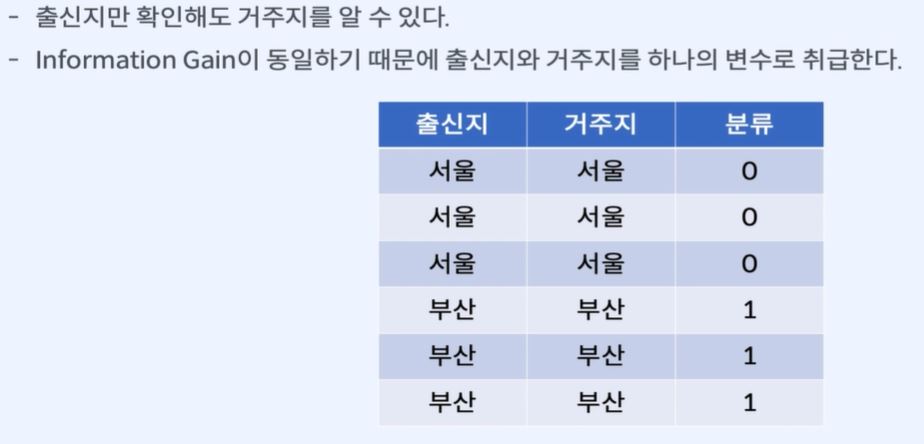 - 출신지만 확인해도 거주지를 알 수 있다.
- Information Gain이 동일하기 때문에 출신지와 거주지를 하나의 변수로 취급한다.
출신지 거주지 분류
서울 서울 0
서울 서울 0
서울 서울 0
부산 부산 1
부산 부산 1
부산 부산 1